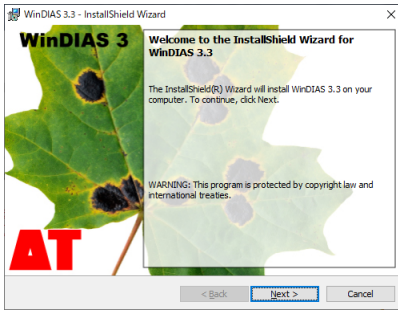 WinDIAS 3.3 - InstallShield Wizard
WinDIAS 3
Welcome to the InstallShield Wizard for
WinDIAS 3.3
The InstallShield(R) Wizard will install WinDIAS 3.3 on your
computer. To continue, click Next.
WARNING: This program is protected by copyright law and
international treaties.
ΔT
< Back
Next >
Cancel